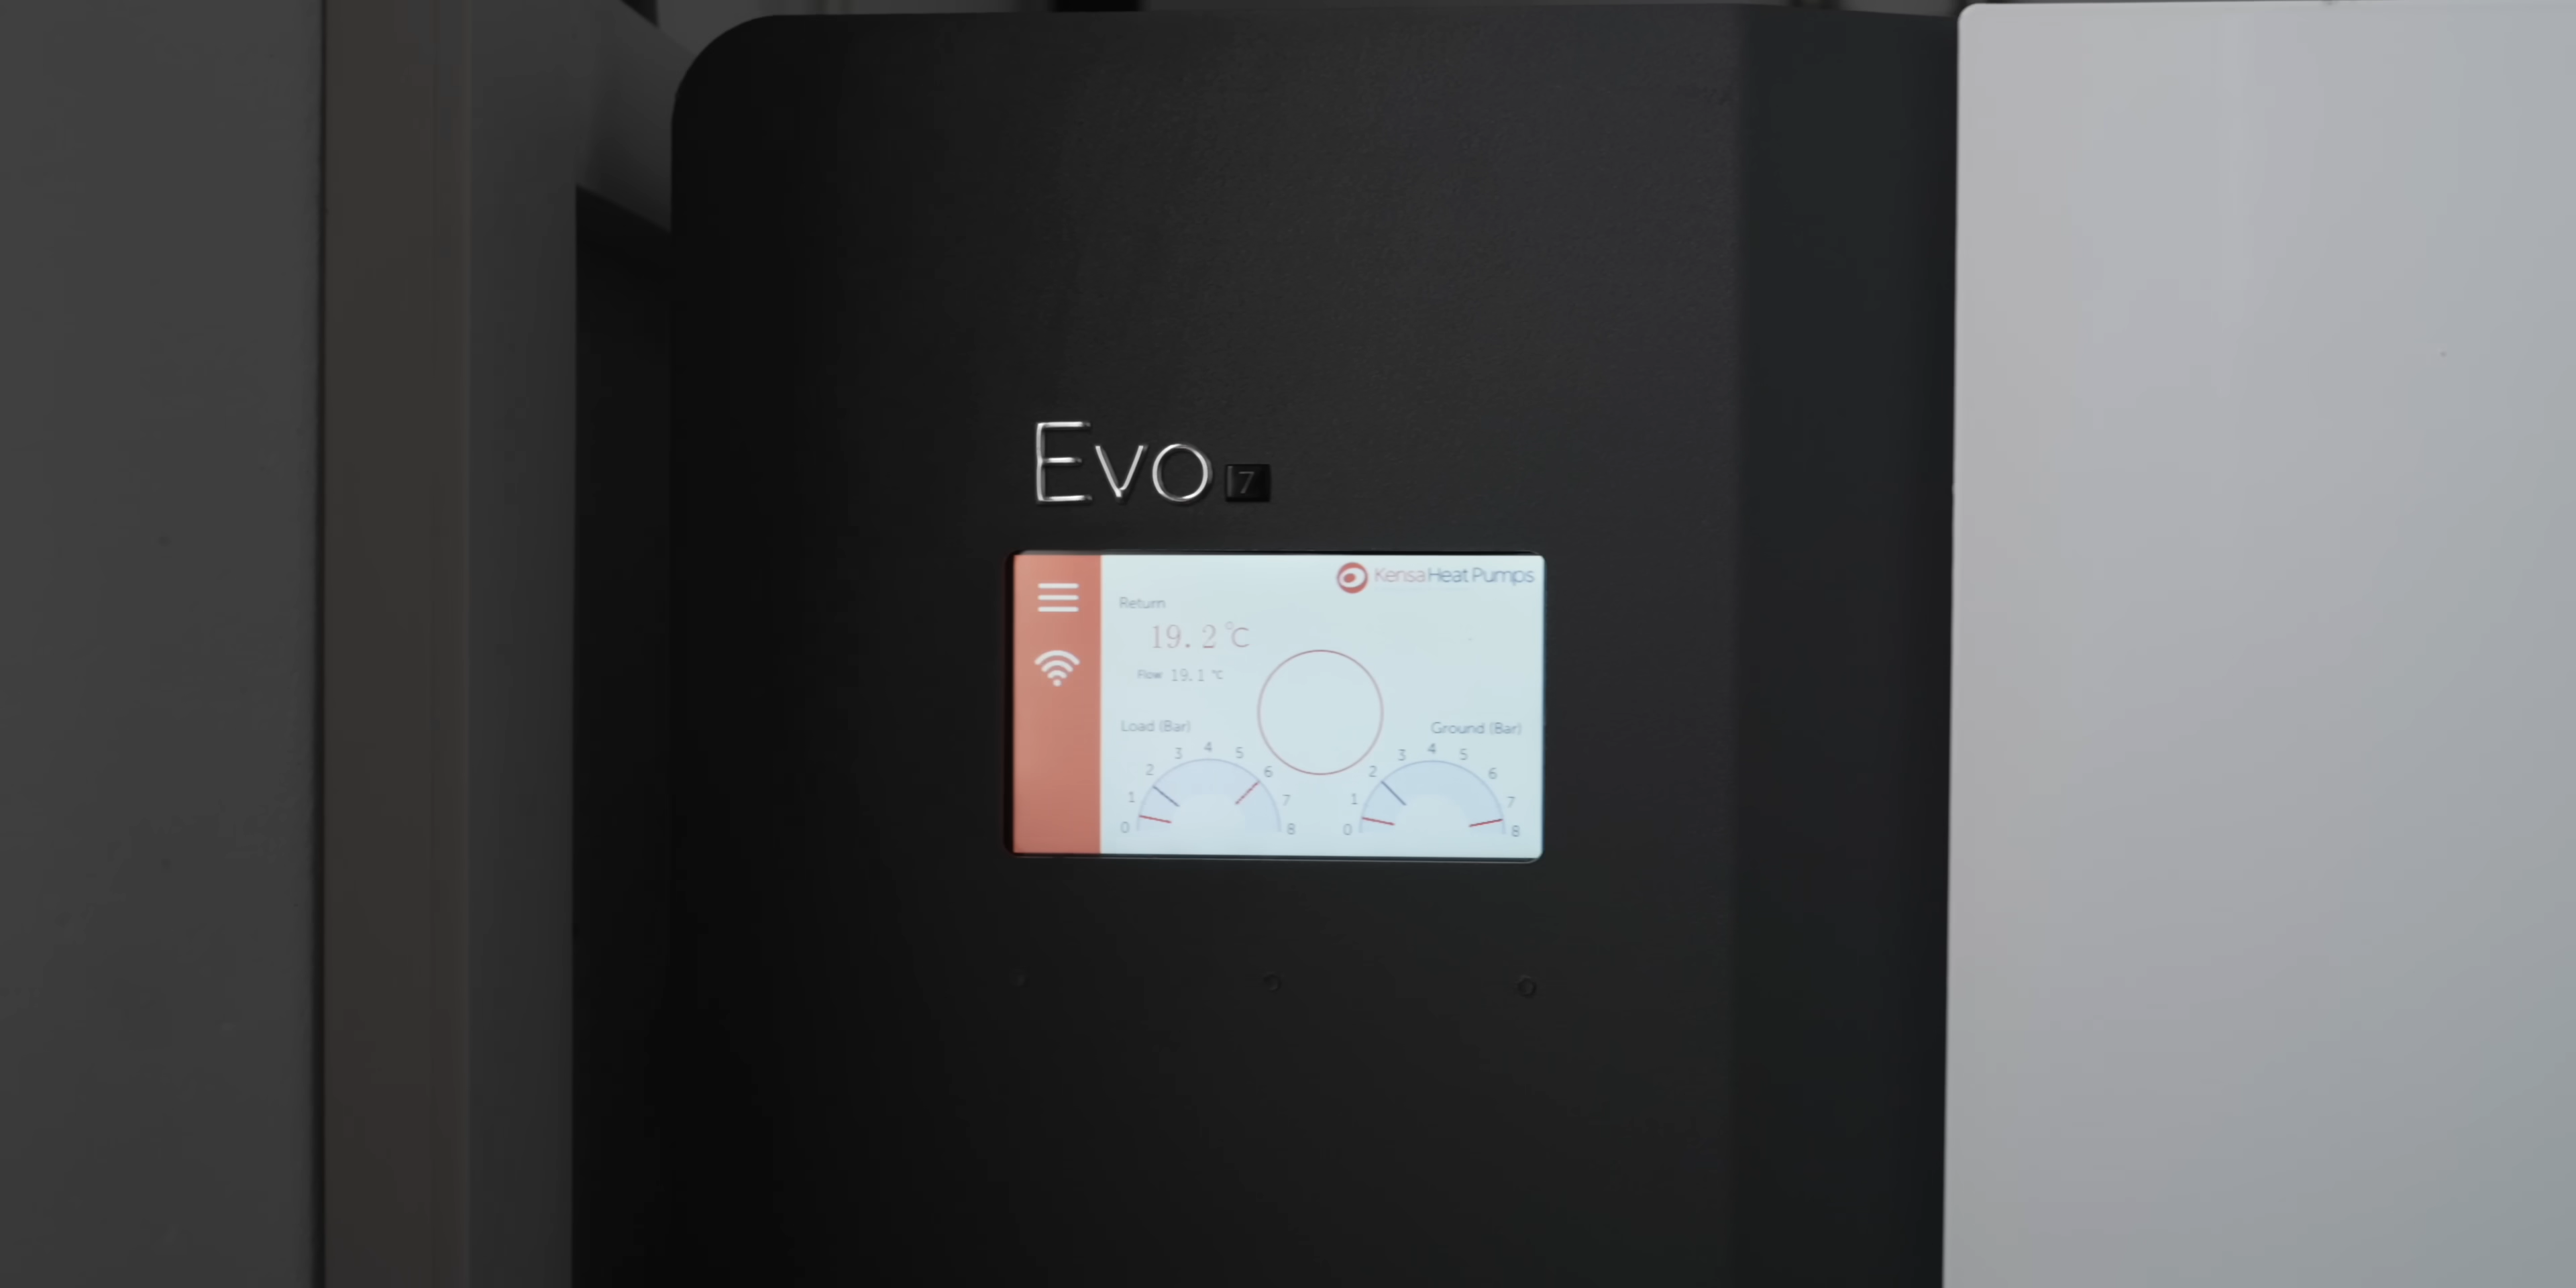 Evo 7
Kensa Heat Pumps
Return
19.2 °C
Flow 19.1 °C
Load (Bar)
0 1 2 3 4 5 6 7 8
Ground (Bar)
0 1 2 3 4 5 6 7 8